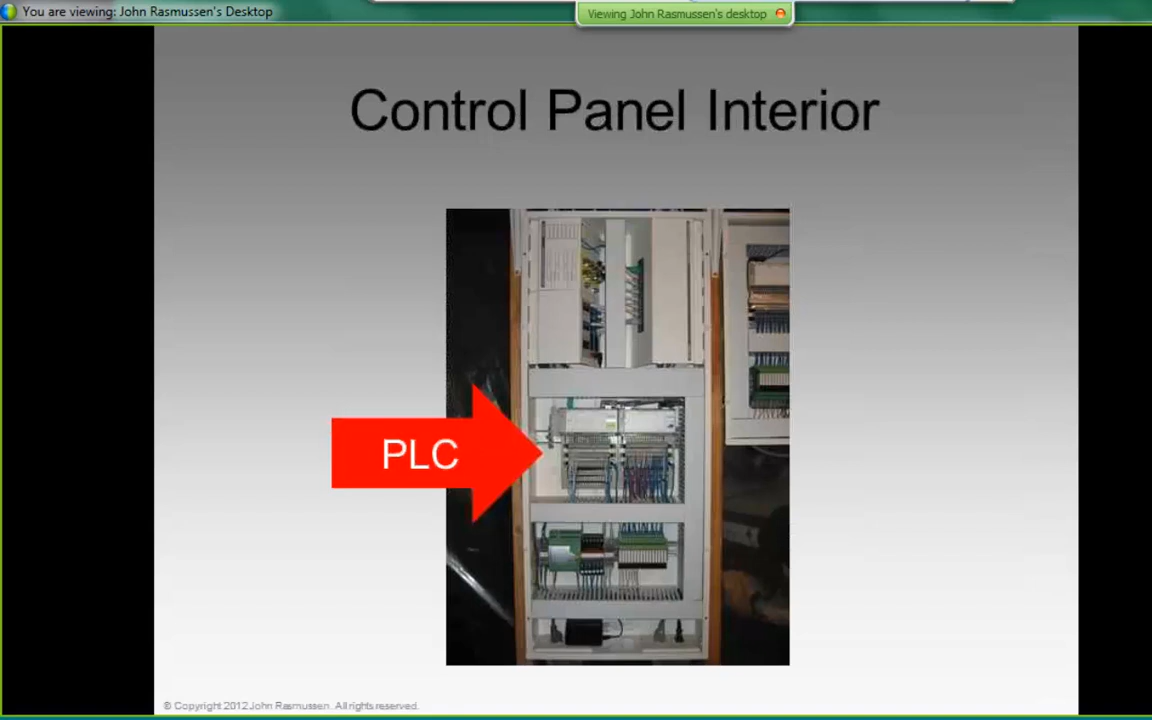 You are viewing: John Rasmussen's Desktop
Viewing John Rasmussen's desktop
Control Panel Interior
PLC
© Copyright 2012 John Rasmussen. All rights reserved.